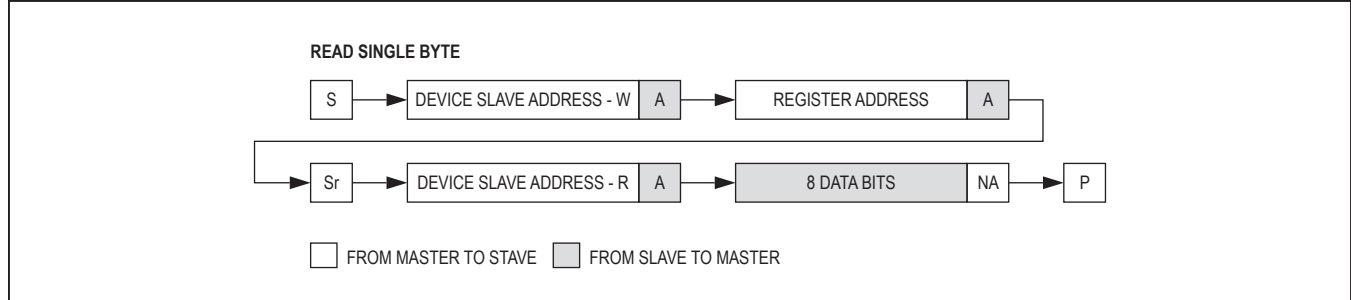 READ SINGLE BYTE
S DEVICE SLAVE ADDRESS - W A REGISTER ADDRESS A
Sr DEVICE SLAVE ADDRESS - R A 8 DATA BITS NA P
FROM MASTER TO STAVE FROM SLAVE TO MASTER